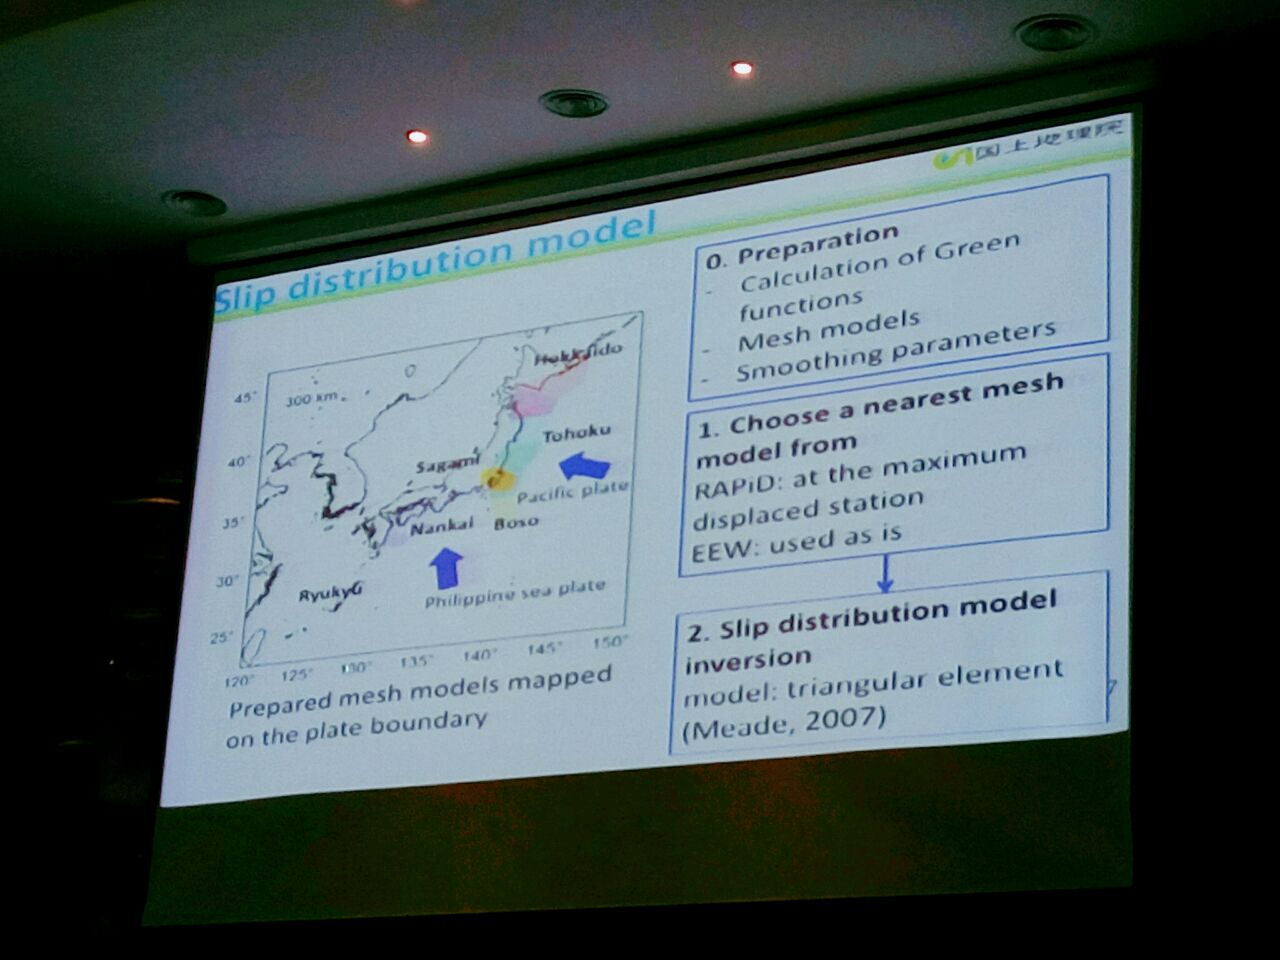 国土地理院
Slip distribution model
45°
40°
35°
30°
25°
120° 125° 130° 135° 140° 145° 150°
300 km
Hokkaido
Tohoku
Sagami
Pacific plate
Nankai
Boso
Ryukyu
Philippine sea plate
Prepared mesh models mapped
on the plate boundary
0. Preparation
- Calculation of Green
functions
- Mesh models
- Smoothing parameters
1. Choose a nearest mesh
model from
RAPiD: at the maximum
displaced station
EEW: used as is
2. Slip distribution model
inversion
model: triangular element
(Meade, 2007)
7